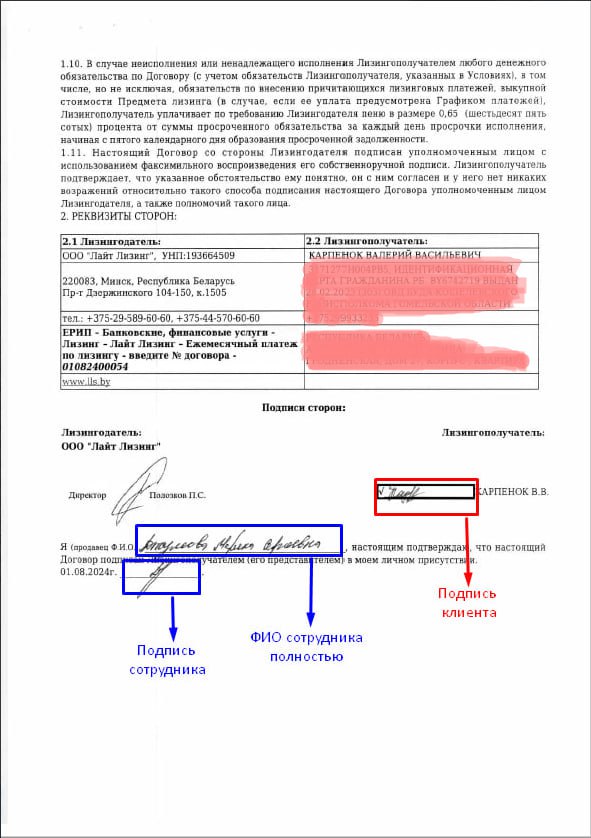 1.10. В случае неисполнения или ненадлежащего исполнения Лизингополучателем любого денежного
обязательства по Договору (с учетом обязательств Лизингополучателя, указанных в Условиях), в том
числе, но не исключая, обязательств по внесению причитающихся лизинговых платежей, выкупной
стоимости Предмета лизинга (в случае, если ее уплата предусмотрена Графиком платежей),
Лизингополучатель уплачивает по требованию Лизингодателя пеню в размере 0,65 (шестьдесят пять
сотых) процента от суммы просроченного обязательства за каждый день просрочки исполнения,
начиная с пятого календарного дня образования просроченной задолженности.
1.11. Настоящий Договор со стороны Лизингодателя подписан уполномоченным лицом с
использованием факсимильного воспроизведения его собственноручной подписи. Лизингополучатель
подтверждает, что указанное обстоятельство ему понятно, он с ним согласен и у него нет никаких
возражений относительно такого способа подписания настоящего Договора уполномоченным лицом
Лизингодателя, а также полномочий такого лица.
2. РЕКВИЗИТЫ СТОРОН:
2.1 Лизингодатель: 2.2 Лизингополучатель:
ООО "Лайт Лизинг", УНП:193664509 КАРПЕНОК ВАЛЕРИЙ ВАСИЛЬЕВИЧ
220083, Минск, Республика Беларусь
Пр-т Дзержинского 104-150, к.1505
тел.: +375-29-589-60-60, +375-44-570-60-60
ЕРИП – Банковские, финансовые услуги -
Лизинг – Лайт Лизинг – Ежемесячный платеж
по лизингу - введите № договора -
01082400054
www.lls.by
Подписи сторон:
Лизингодатель: Лизингополучатель:
ООО "Лайт Лизинг"
Директор Полозков П.С. КАРПЕНОК В.В.
Я (продавец Ф.И.О. , настоящим подтверждаю, что настоящий
Договор в моем личном присутствии.
01.08.2024г.
Подпись
клиента
ФИО сотрудника
полностью
Подпись
сотрудника